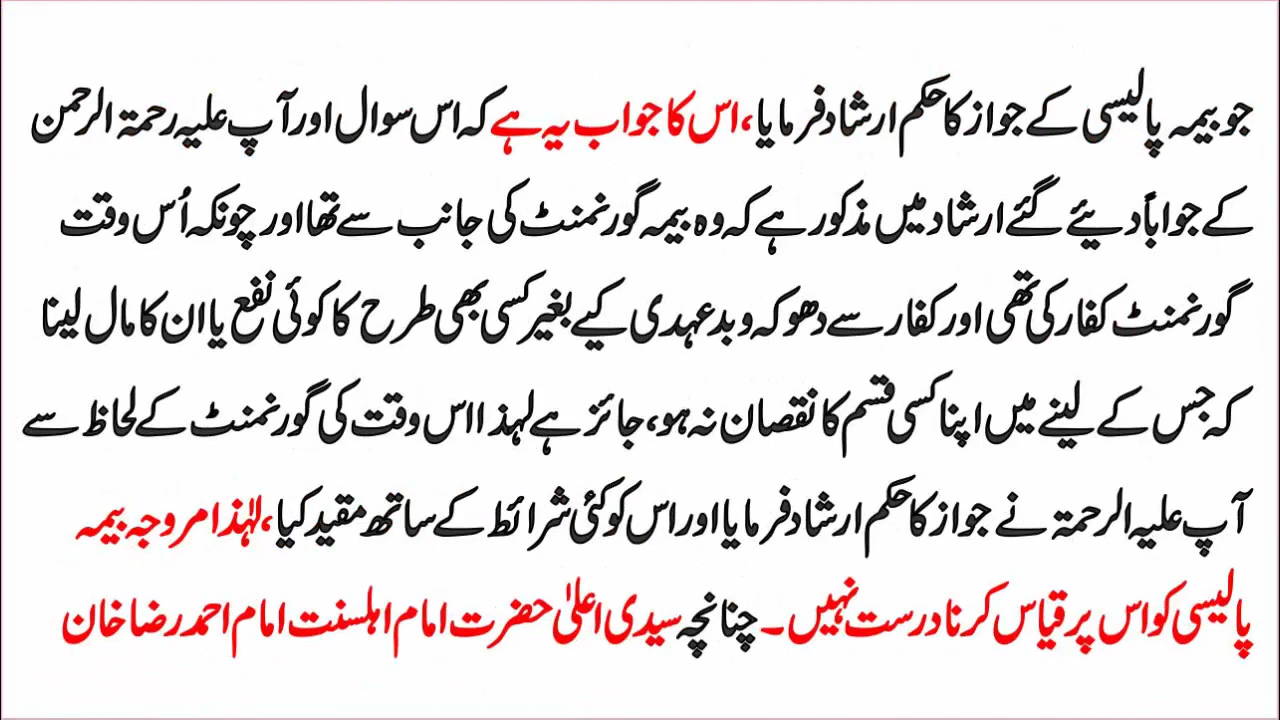 جو بیمہ پالیسی کے جواز کا حکم ارشاد فرمایا، اس کا جواب یہ ہے کہ اس سوال اور آپ علیہ رحمۃ الرحمن
کے جواباً دیئے گئے ارشاد میں مذکور ہے کہ وہ بیمہ گورنمنٹ کی جانب سے تھا اور چونکہ اُس وقت
گورنمنٹ کفار کی تھی اور کفار سے دھوکہ و بدعہدی کیے بغیر کسی بھی طرح کا کوئی نفع یا ان کا مال لینا
کہ جس کے لینے میں اپنا کسی قسم کا نقصان نہ ہو، جائز ہے لہذا اس وقت کی گورنمنٹ کے لحاظ سے
آپ علیہ الرحمۃ نے جواز کا حکم ارشاد فرمایا اور اس کو کئی شرائط کے ساتھ مقید کیا، لہٰذا مروجہ بیمہ
پالیسی کو اس پر قیاس کرنا درست نہیں۔ چنانچہ سیدی اعلیٰ حضرت امام اہلسنت امام احمد رضا خان